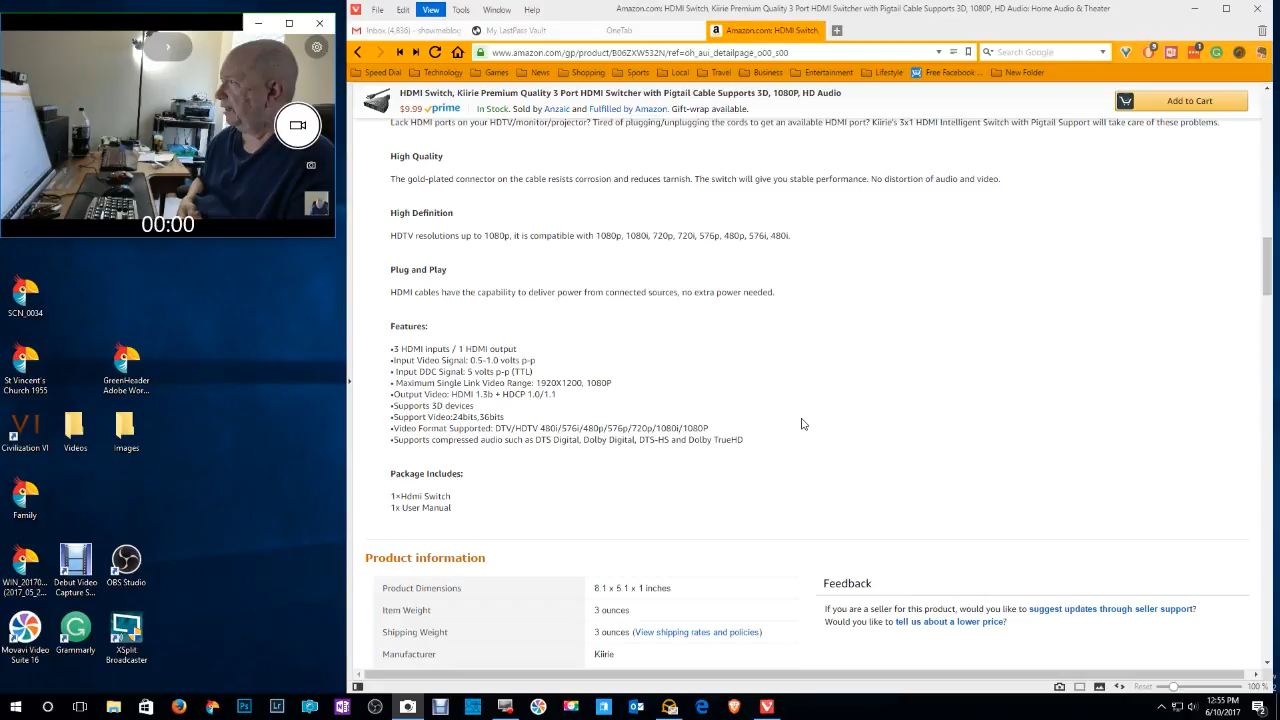 File Edit View Tools Window Help
Amazon.com: HDMI Switch, Kiirie Premium Quality 3 Port HDMI Switcher with Pigtail Cable Supports 3D, 1080P, HD Audio: Home Audio & Theater
Inbox (4,836) - showmeblog
My LastPass Vault
OneTab
Amazon.com: HDMI Switch,
www.amazon.com/gp/product/B06ZXW532N/ref=oh_aui_detailpage_o00_s00
Search Google
Speed Dial Technology Games News Shopping Sports Local Travel Business Entertainment Lifestyle Free Facebook ... New Folder
HDMI Switch, Kiirie Premium Quality 3 Port HDMI Switcher with Pigtail Cable Supports 3D, 1080P, HD Audio
$9.99 prime In Stock. Sold by Anzaic and Fulfilled by Amazon. Gift-wrap available.
Add to Cart
Lack HDMI ports on your HDTV/monitor/projector? Tired of plugging/unplugging the cords to get an available HDMI port? Kiirie's 3x1 HDMI Intelligent Switch with Pigtail Support will take care of these problems.
High Quality
The gold-plated connector on the cable resists corrosion and reduces tarnish. The switch will give you stable performance. No distortion of audio and video.
High Definition
HDTV resolutions up to 1080p, it is compatible with 1080p, 1080i, 720p, 720i, 576p, 480p, 576i, 480i.
Plug and Play
HDMI cables have the capability to deliver power from connected sources, no extra power needed.
Features:
•3 HDMI inputs / 1 HDMI output
•Input Video Signal: 0.5-1.0 volts p-p
• Input DDC Signal: 5 volts p-p (TTL)
• Maximum Single Link Video Range: 1920X1200, 1080P
•Output Video: HDMI 1.3b + HDCP 1.0/1.1
•Supports 3D devices
•Support Video:24bits,36bits
•Video Format Supported: DTV/HDTV 480i/576i/480p/576p/720p/1080i/1080P
•Supports compressed audio such as DTS Digital, Dolby Digital, DTS-HS and Dolby TrueHD
Package Includes:
1×Hdmi Switch
1x User Manual
Product information
Product Dimensions 8.1 x 5.1 x 1 inches
Item Weight 3 ounces
Shipping Weight 3 ounces (View shipping rates and policies)
Manufacturer Kiirie
Feedback
If you are a seller for this product, would you like to suggest updates through seller support?
Would you like to tell us about a lower price?
Reset
100 %
00:00
SCN_0034
St Vincent's
Church 1955
GreenHeader
Adobe Wor...
Civilization VI
Videos
Images
Family
WIN_20170...
(2017_05_2...
Debut Video
Capture S...
OBS Studio
Movavi Video
Suite 16
Grammarly
XSplit
Broadcaster
12:55 PM
6/10/2017